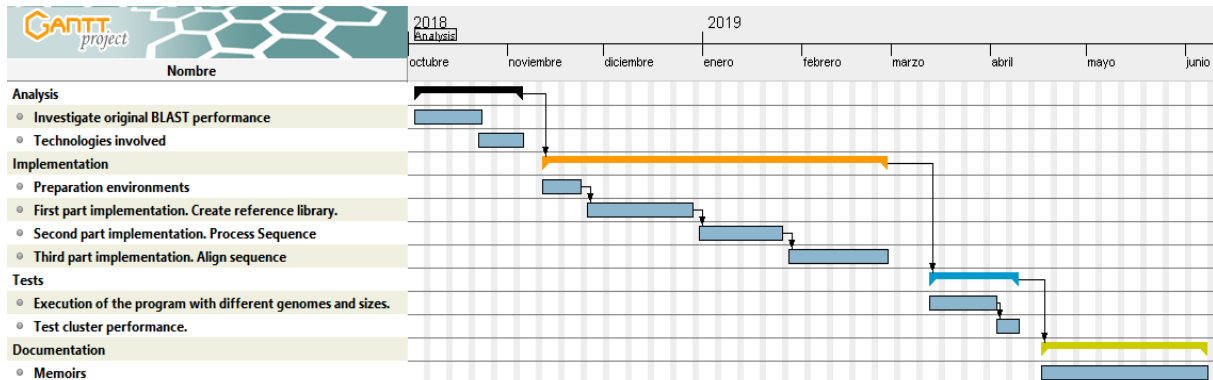 GANTT
project
2018
2019
Analysis
octubre noviembre diciembre enero febrero marzo abril mayo junio
Nombre
Analysis
Investigate original BLAST performance
Technologies involved
Implementation
Preparation environments
First part implementation. Create reference library.
Second part implementation. Process Sequence
Third part implementation. Align sequence
Tests
Execution of the program with different genomes and sizes.
Test cluster performance.
Documentation
Memoirs